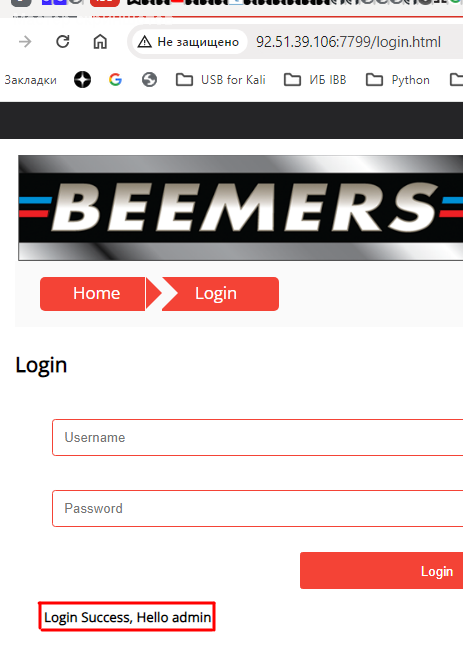 Не защищено
92.51.39.106:7799/login.html
Закладки
USB for Kali
ИБ IBB
Python
BEEMERS
Home
Login
Login
Username
Password
Login
Login Success, Hello admin